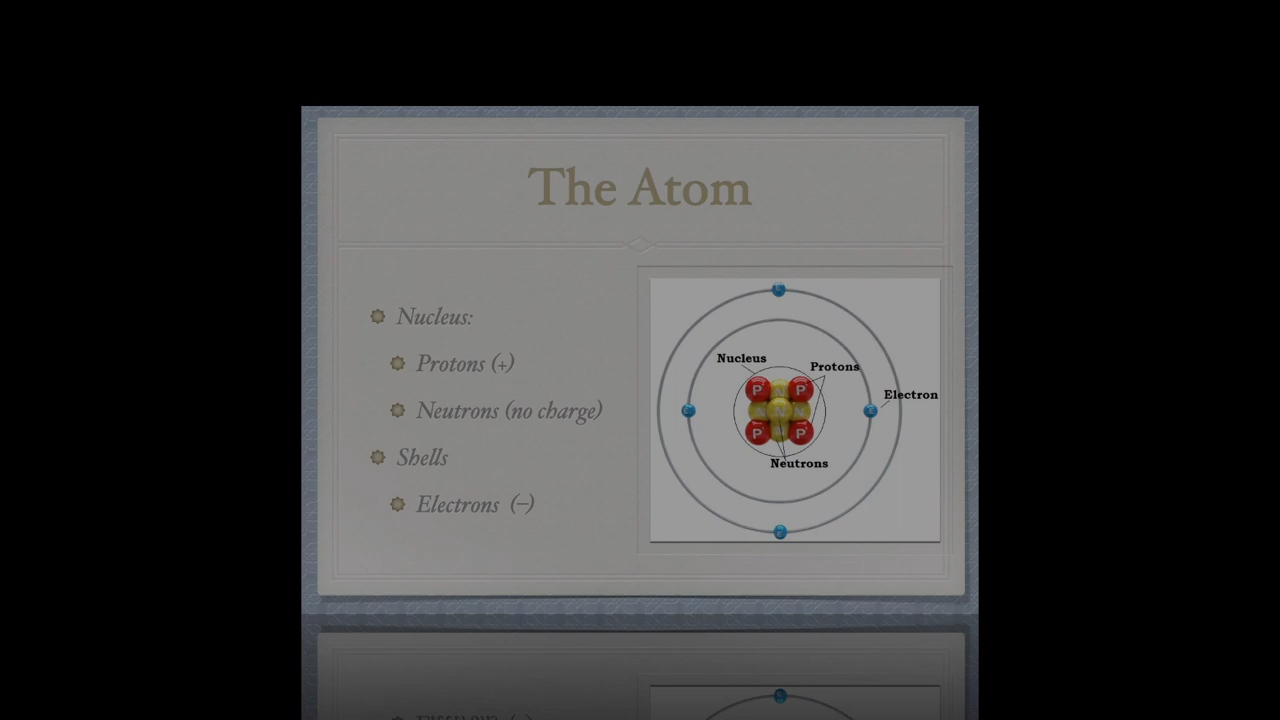 The Atom
Nucleus:
Protons (+)
Neutrons (no charge)
Shells
Electrons (−)
Nucleus
Protons
Electron
P N P
N N N
P N P
Neutrons